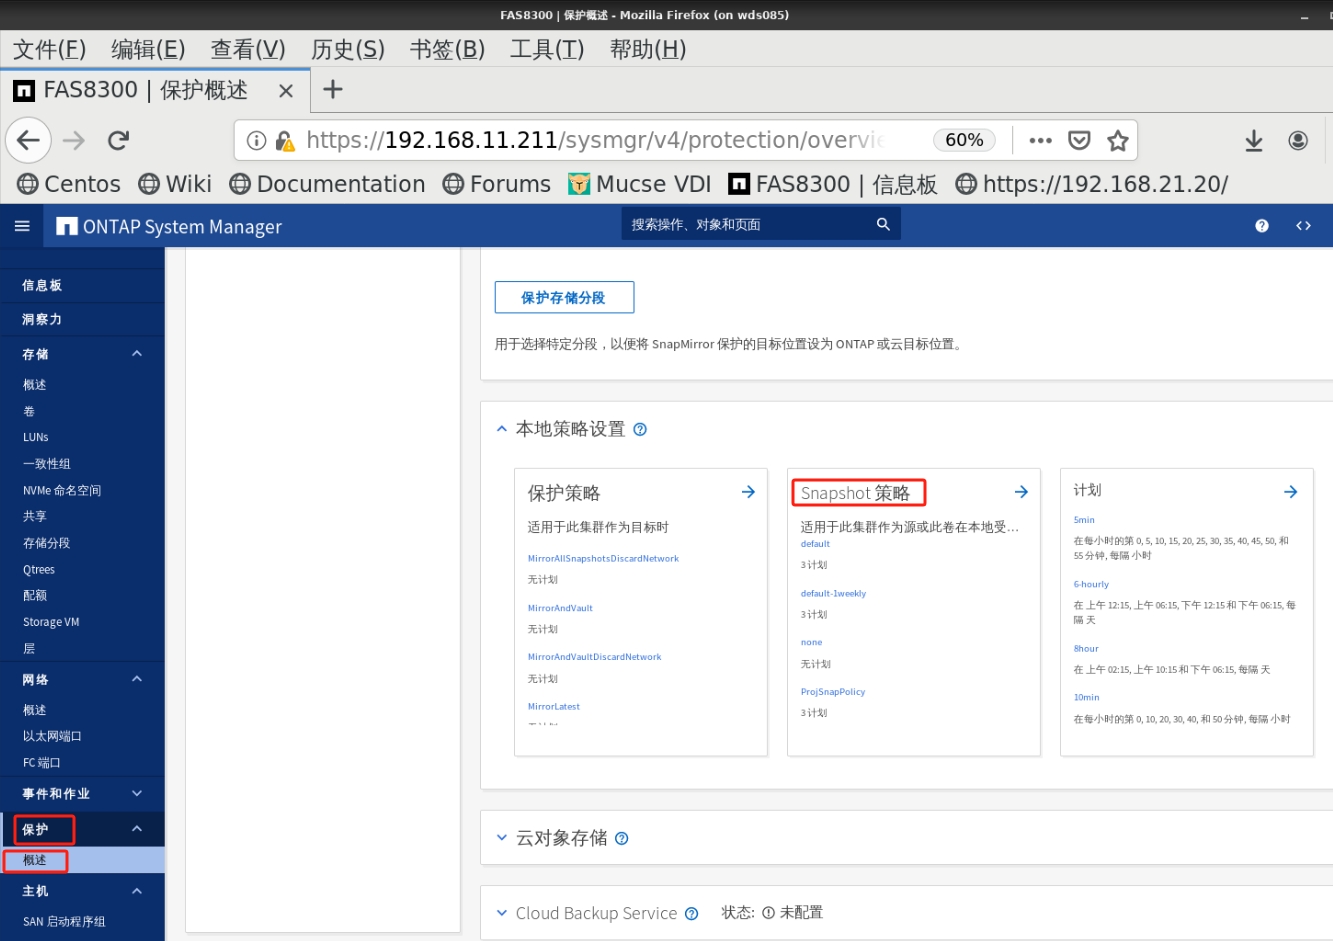 FAS8300 | 保护概述 - Mozilla Firefox (on wds085)
文件(F) 编辑(E) 查看(V) 历史(S) 书签(B) 工具(T) 帮助(H)
FAS8300 | 保护概述
https://192.168.11.211/sysmgr/v4/protection/overvie
60%
Centos Wiki Documentation Forums Mucse VDI FAS8300 | 信息板 https://192.168.21.20/
ONTAP System Manager
搜索操作、对象和页面
信息板
洞察力
存储
概述
卷
LUNs
一致性组
NVMe 命名空间
共享
存储分段
Qtrees
配额
Storage VM
层
网络
概述
以太网端口
FC 端口
事件和作业
保护
概述
主机
SAN 启动程序组
保护存储分段
用于选择特定分段，以便将 SnapMirror 保护的目标位置设为 ONTAP 或云目标位置。
本地策略设置
保护策略
适用于此集群作为目标时
MirrorAllSnapshotsDiscardNetwork
无计划
MirrorAndVault
无计划
MirrorAndVaultDiscardNetwork
无计划
MirrorLatest
无计划
Snapshot 策略
适用于此集群作为源或此卷在本地受...
default
3 计划
default-1weekly
3 计划
none
无计划
ProjSnapPolicy
3 计划
计划
5min
在每小时的第 0, 5, 10, 15, 20, 25, 30, 35, 40, 45, 50, 和
55 分钟, 每隔 小时
6-hourly
在 上午 12:15, 上午 06:15, 下午 12:15 和 下午 06:15, 每
隔 天
8hour
在 上午 02:15, 上午 10:15 和 下午 06:15, 每隔 天
10min
在每小时的第 0, 10, 20, 30, 40, 和 50 分钟, 每隔 小时
云对象存储
Cloud Backup Service 状态: 未配置